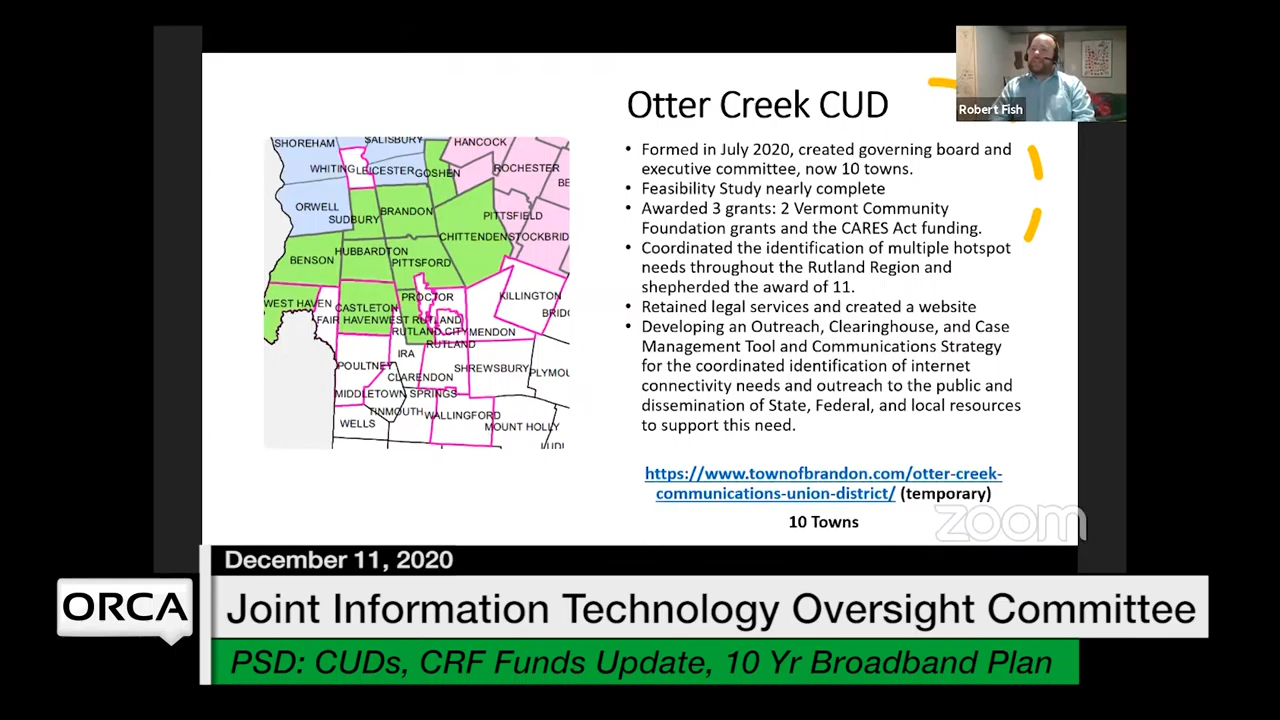 Otter Creek CUD
Robert Fish
• Formed in July 2020, created governing board and
executive committee, now 10 towns.
• Feasibility Study nearly complete
• Awarded 3 grants: 2 Vermont Community
Foundation grants and the CARES Act funding.
• Coordinated the identification of multiple hotspot
needs throughout the Rutland Region and
shepherded the award of 11.
• Retained legal services and created a website
• Developing an Outreach, Clearinghouse, and Case
Management Tool and Communications Strategy
for the coordinated identification of internet
connectivity needs and outreach to the public and
dissemination of State, Federal, and local resources
to support this need.
https://www.townofbrandon.com/otter-creek-
communications-union-district/ (temporary)
10 Towns
zoom
SHOREHAM
SALISBURY
HANCOCK
WHITING
LEICESTER
GOSHEN
ROCHESTER
BE
ORWELL
SUDBURY
BRANDON
PITTSFIELD
CHITTENDEN
STOCKBRID
HUBBARDTON
BENSON
PITTSFORD
WEST HAVEN
CASTLETON
PROCTOR
KILLINGTON
FAIR HAVEN
WEST RUTLAND
BRIDG
RUTLAND CITY
MENDON
RUTLAND
IRA
POULTNEY
CLARENDON
SHREWSBURY
PLYMOU
MIDDLETOWN SPRINGS
TINMOUTH
WALLINGFORD
WELLS
MOUNT HOLLY
LUDL
December 11, 2020
ORCA
Joint Information Technology Oversight Committee
PSD: CUDs, CRF Funds Update, 10 Yr Broadband Plan